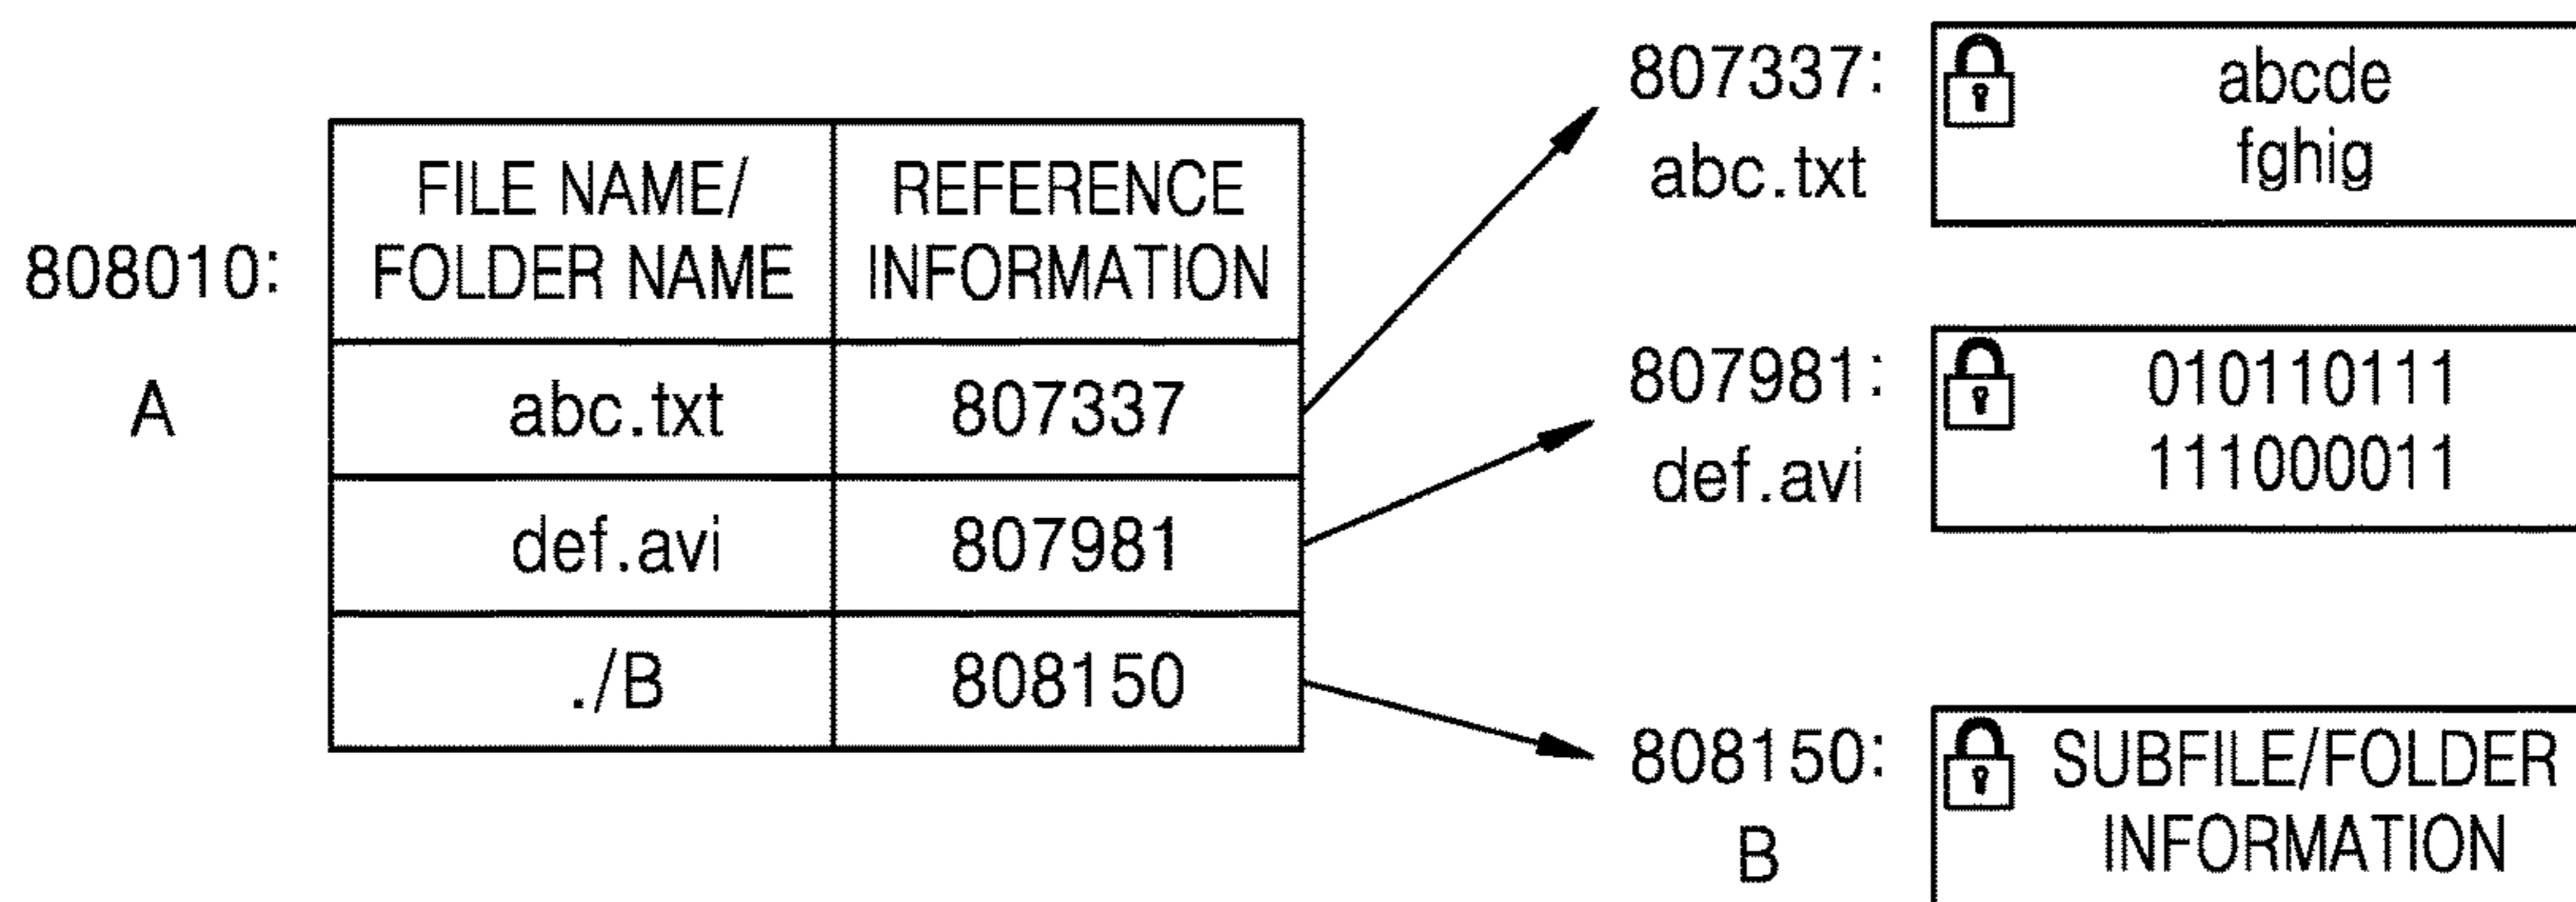 808010:
A
FILE NAME/
FOLDER NAME
REFERENCE
INFORMATION
abc.txt
807337
def.avi
807981
./B
808150
807337:
abc.txt
abcde
fghig
807981:
def.avi
010110111
111000011
808150:
B
SUBFILE/FOLDER
INFORMATION